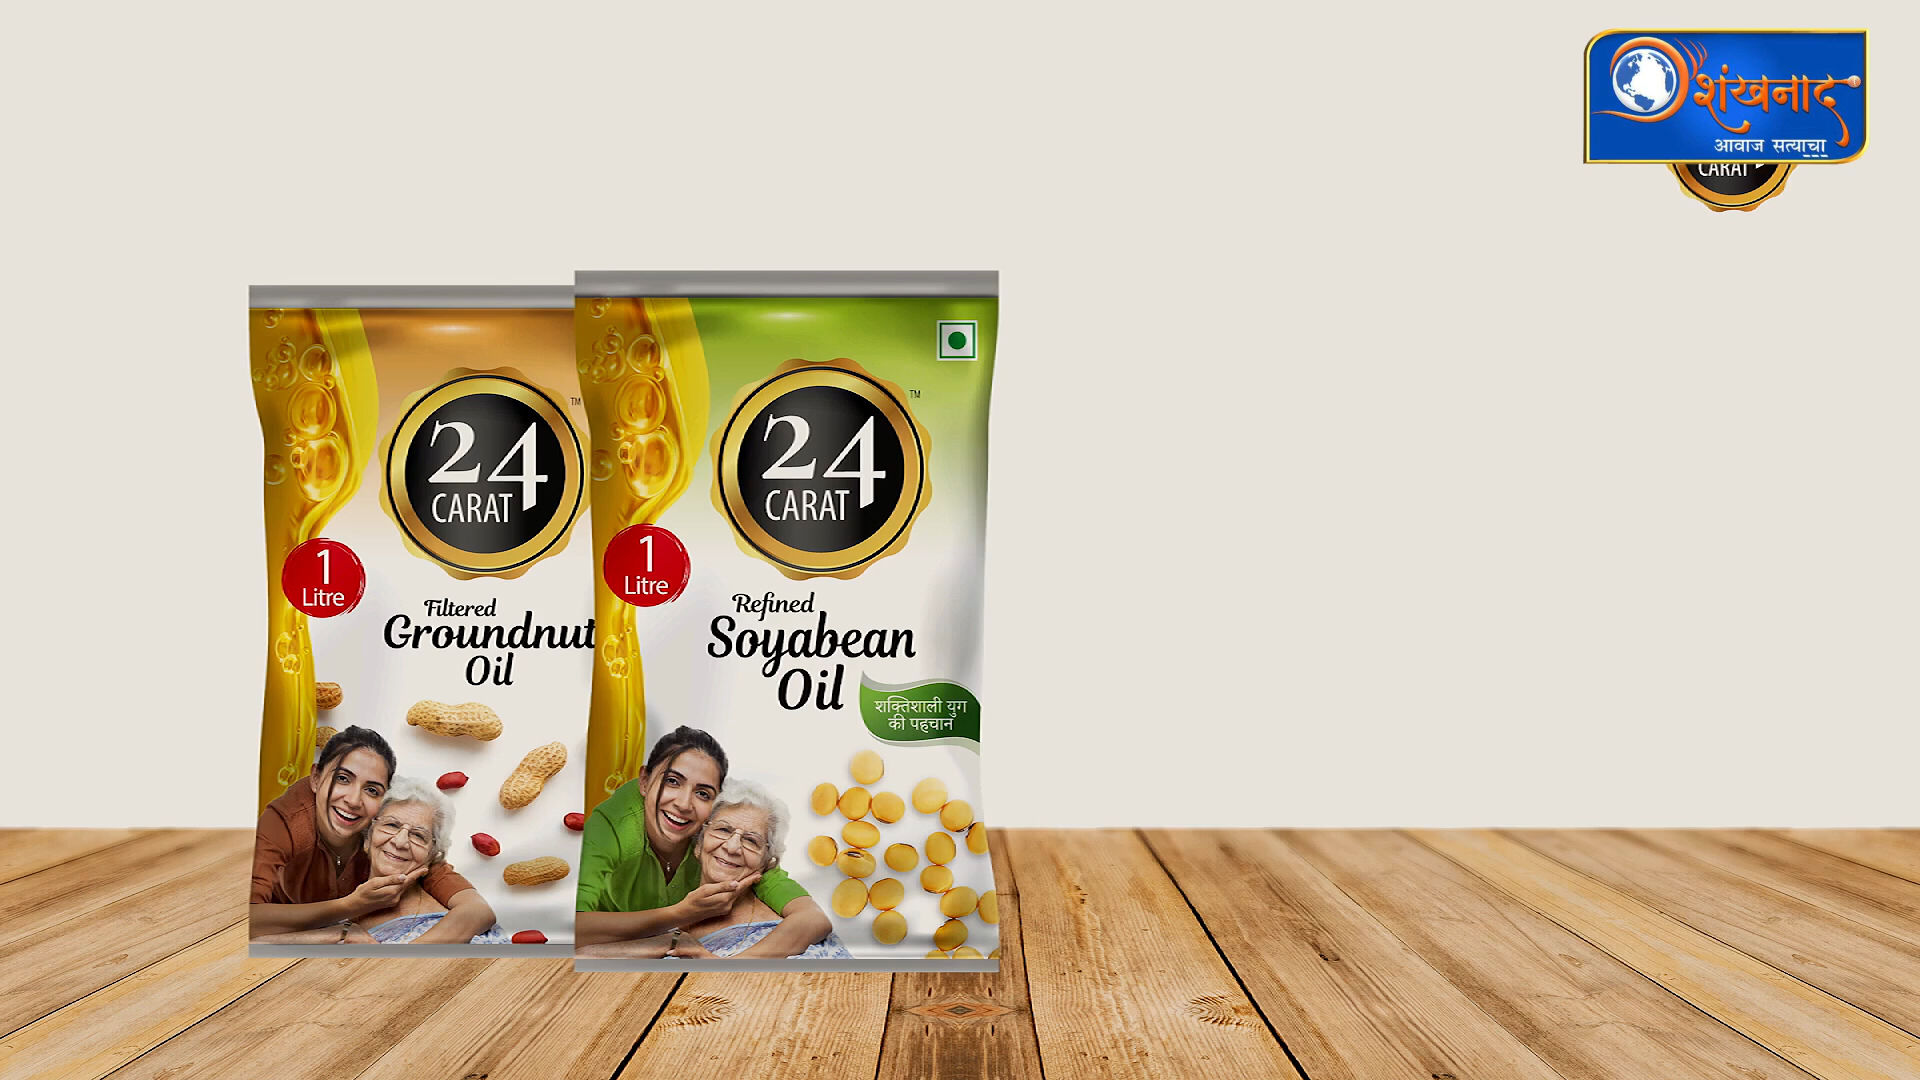 शंखनाद
आवाज सत्याचा
CARAT
24
CARAT
TM
1
Litre
Filtered
Groundnut
Oil
24
CARAT
TM
1
Litre
Refined
Soyabean
Oil
शक्तिशाली युग
की पहचान